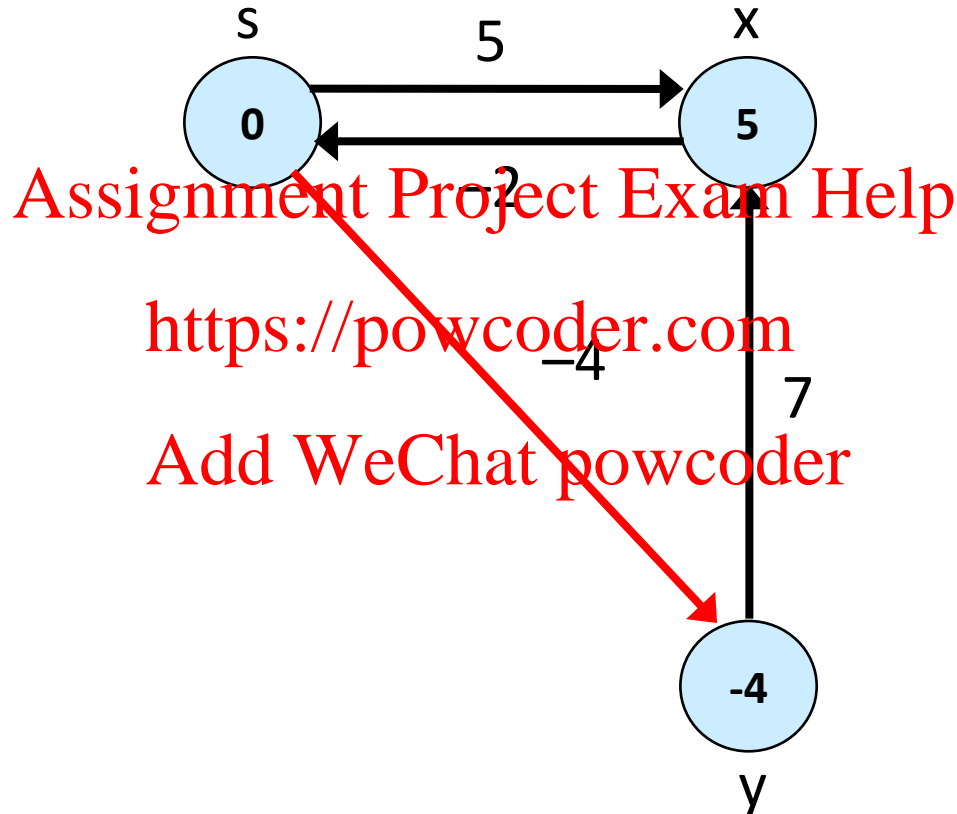 s
x
5
0
5
–2
Assignment Project Exam Help
https://powcoder.com
–4
7
Add WeChat powcoder
-4
y